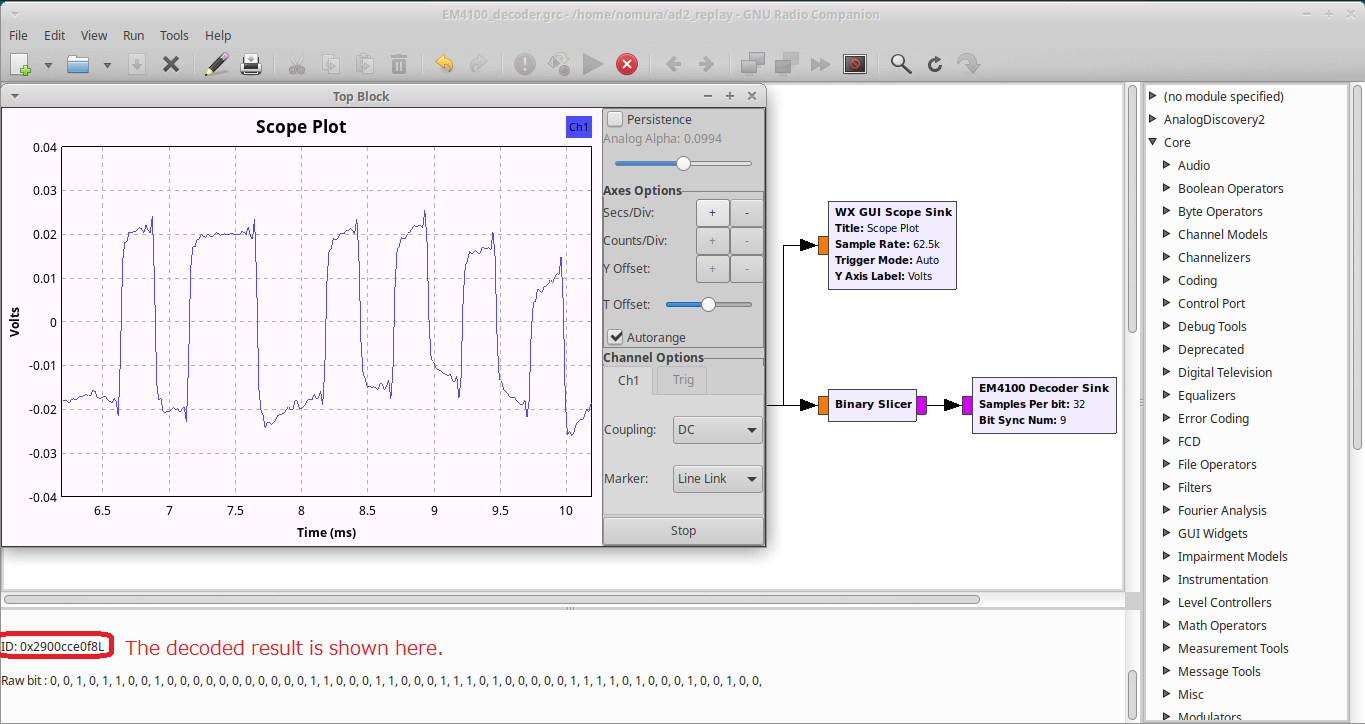 EM4100_decoder.grc - /home/nomura/ad2_replay - GNU Radio Companion
File Edit View Run Tools Help
Top Block
Scope Plot
Ch1
0.04
0.03
0.02
0.01
0
-0.01
-0.02
-0.03
-0.04
Volts
6.5 7 7.5 8 8.5 9 9.5 10
Time (ms)
Persistence
Analog Alpha: 0.0994
Axes Options
Secs/Div: + -
Counts/Div: + -
Y Offset: + -
T Offset:
Autorange
Channel Options
Ch1 Trig
Coupling: DC
Marker: Line Link
Stop
WX GUI Scope Sink
Title: Scope Plot
Sample Rate: 62.5k
Trigger Mode: Auto
Y Axis Label: Volts
Binary Slicer
EM4100 Decoder Sink
Samples Per bit: 32
Bit Sync Num: 9
(no module specified)
AnalogDiscovery2
Core
Audio
Boolean Operators
Byte Operators
Channel Models
Channelizers
Coding
Control Port
Debug Tools
Deprecated
Digital Television
Equalizers
Error Coding
FCD
File Operators
Filters
Fourier Analysis
GUI Widgets
Impairment Models
Instrumentation
Level Controllers
Math Operators
Measurement Tools
Message Tools
Misc
Modulators
ID: 0x2900cce0f8L
The decoded result is shown here.
Raw bit : 0, 0, 1, 0, 1, 1, 0, 0, 1, 0, 0, 0, 0, 0, 0, 0, 0, 0, 0, 0, 1, 1, 0, 0, 0, 1, 1, 0, 0, 0, 1, 1, 1, 0, 1, 0, 0, 0, 0, 0, 1, 1, 1, 1, 0, 1, 0, 0, 0, 1, 0, 0, 1, 0, 0,